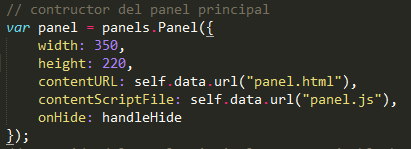 // contructor del panel principal
var panel = panels.Panel({
    width: 350,
    height: 220,
    contentURL: self.data.url("panel.html"),
    contentScriptFile: self.data.url("panel.js"),
    onHide: handleHide
});